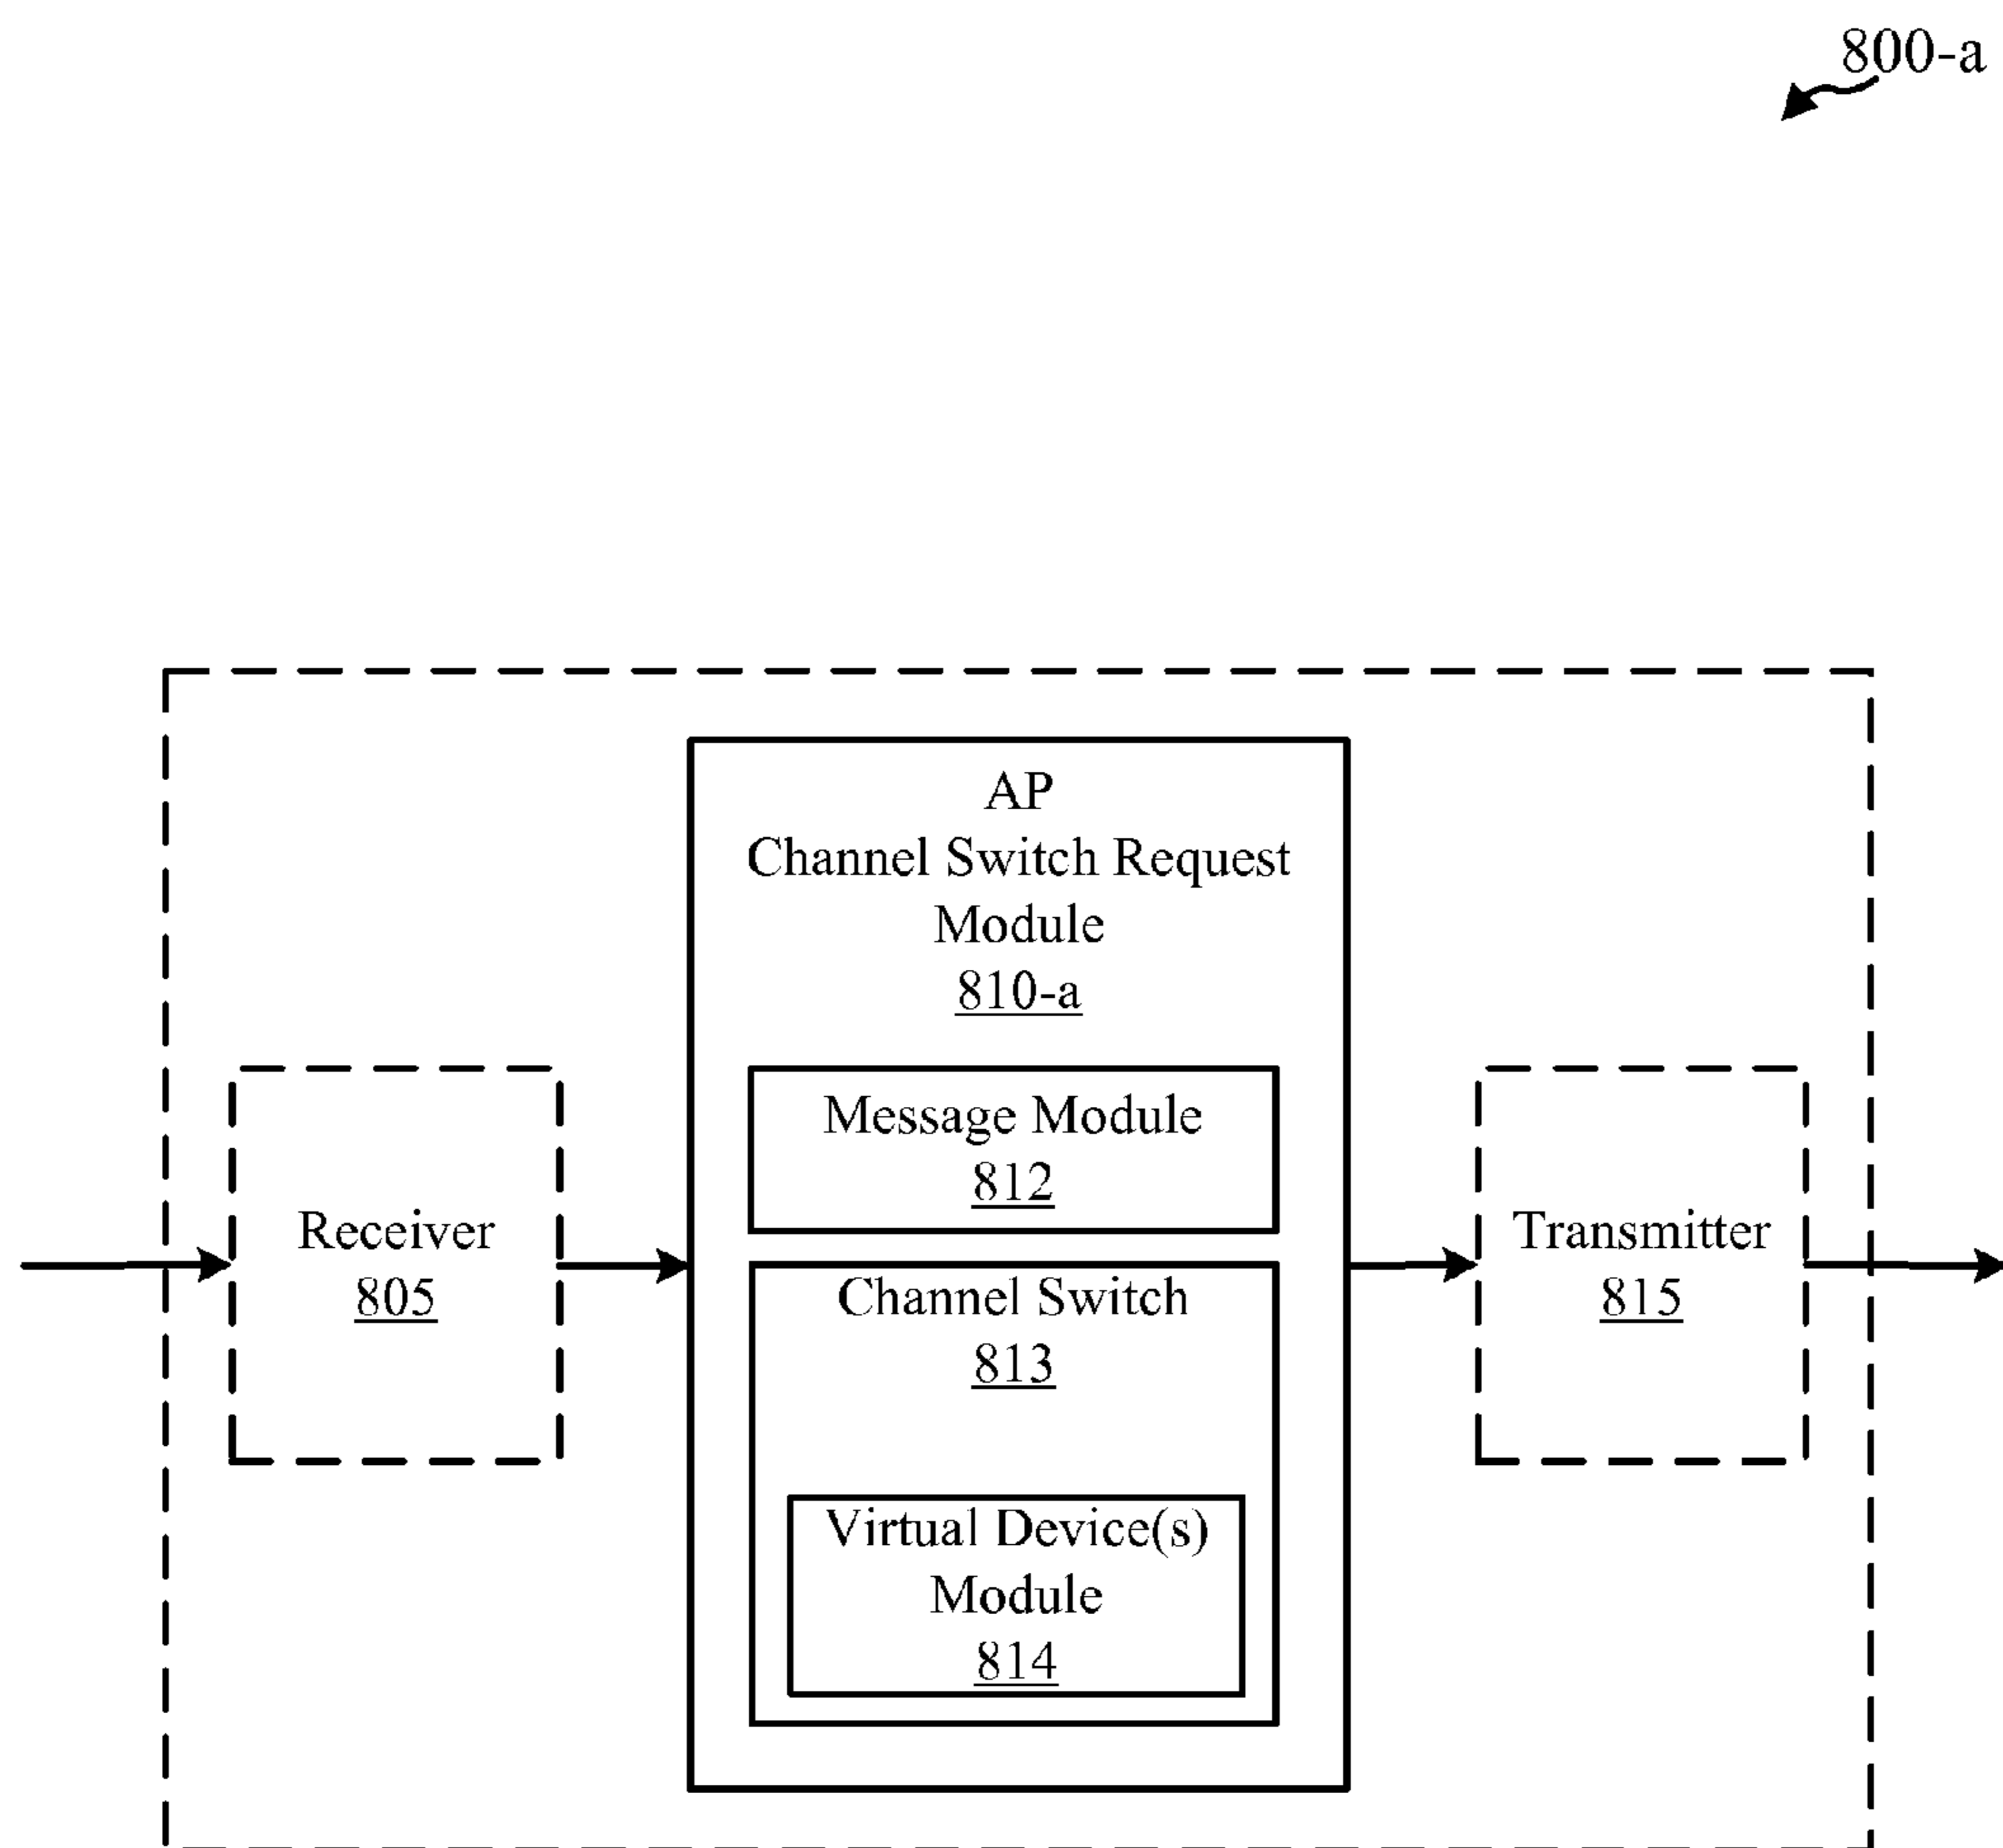 800-a
AP
Channel Switch Request
Module
810-a
Message Module
812
Receiver
805
Channel Switch
813
Virtual Device(s)
Module
814
Transmitter
815